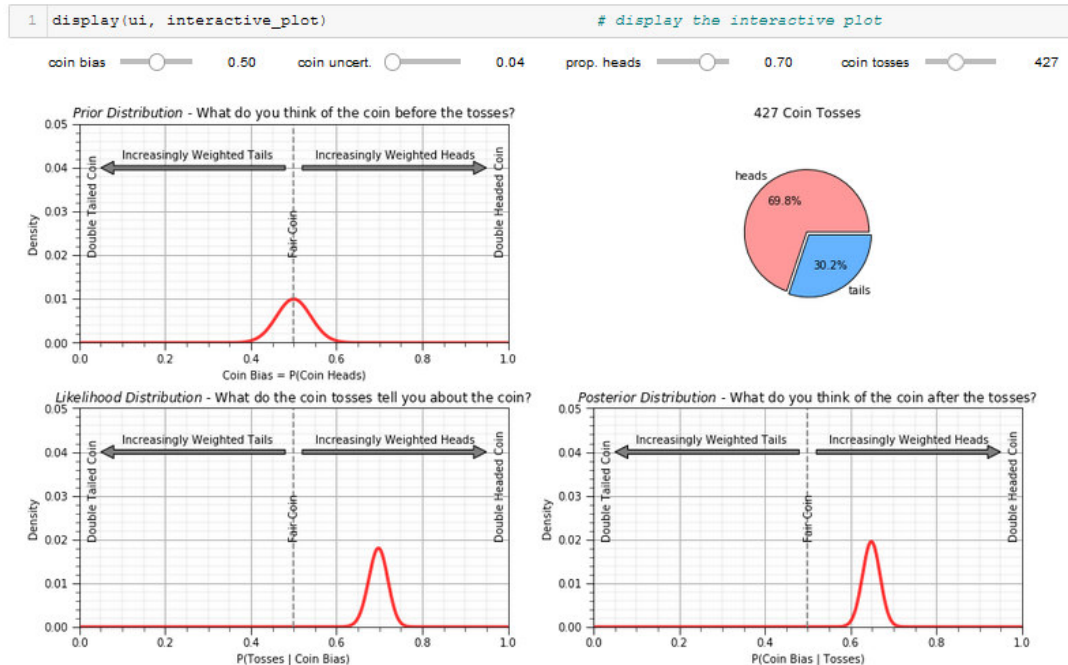 1 display(ui, interactive_plot) # display the interactive plot
coin bias 0.50 coin uncert. 0.04 prop. heads 0.70 coin tosses 427
Prior Distribution - What do you think of the coin before the tosses?
0.05
0.04
0.03
0.02
0.01
0.00
Density
Double Tailed Coin
Increasingly Weighted Tails
Fair Coin
Increasingly Weighted Heads
Double Headed Coin
0.0 0.2 0.4 0.6 0.8 1.0
Coin Bias = P(Coin Heads)
427 Coin Tosses
heads
69.8%
30.2%
tails
Likelihood Distribution - What do the coin tosses tell you about the coin?
0.05
0.04
0.03
0.02
0.01
0.00
Density
Double Tailed Coin
Increasingly Weighted Tails
Fair Coin
Increasingly Weighted Heads
Double Headed Coin
0.0 0.2 0.4 0.6 0.8 1.0
P(Tosses | Coin Bias)
Posterior Distribution - What do you think of the coin after the tosses?
0.05
0.04
0.03
0.02
0.01
0.00
Density
Double Tailed Coin
Increasingly Weighted Tails
Fair Coin
Increasingly Weighted Heads
Double Headed Coin
0.0 0.2 0.4 0.6 0.8 1.0
P(Coin Bias | Tosses)